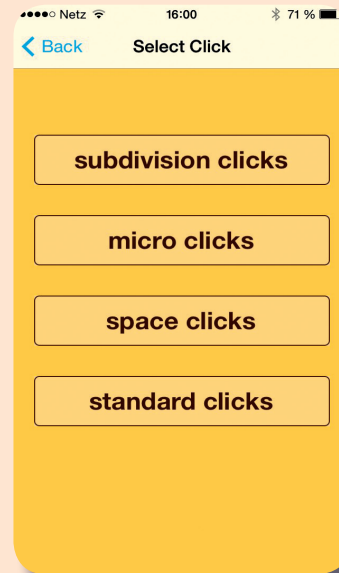 Netz 16:00 71 %
Back Select Click
subdivision clicks
micro clicks
space clicks
standard clicks